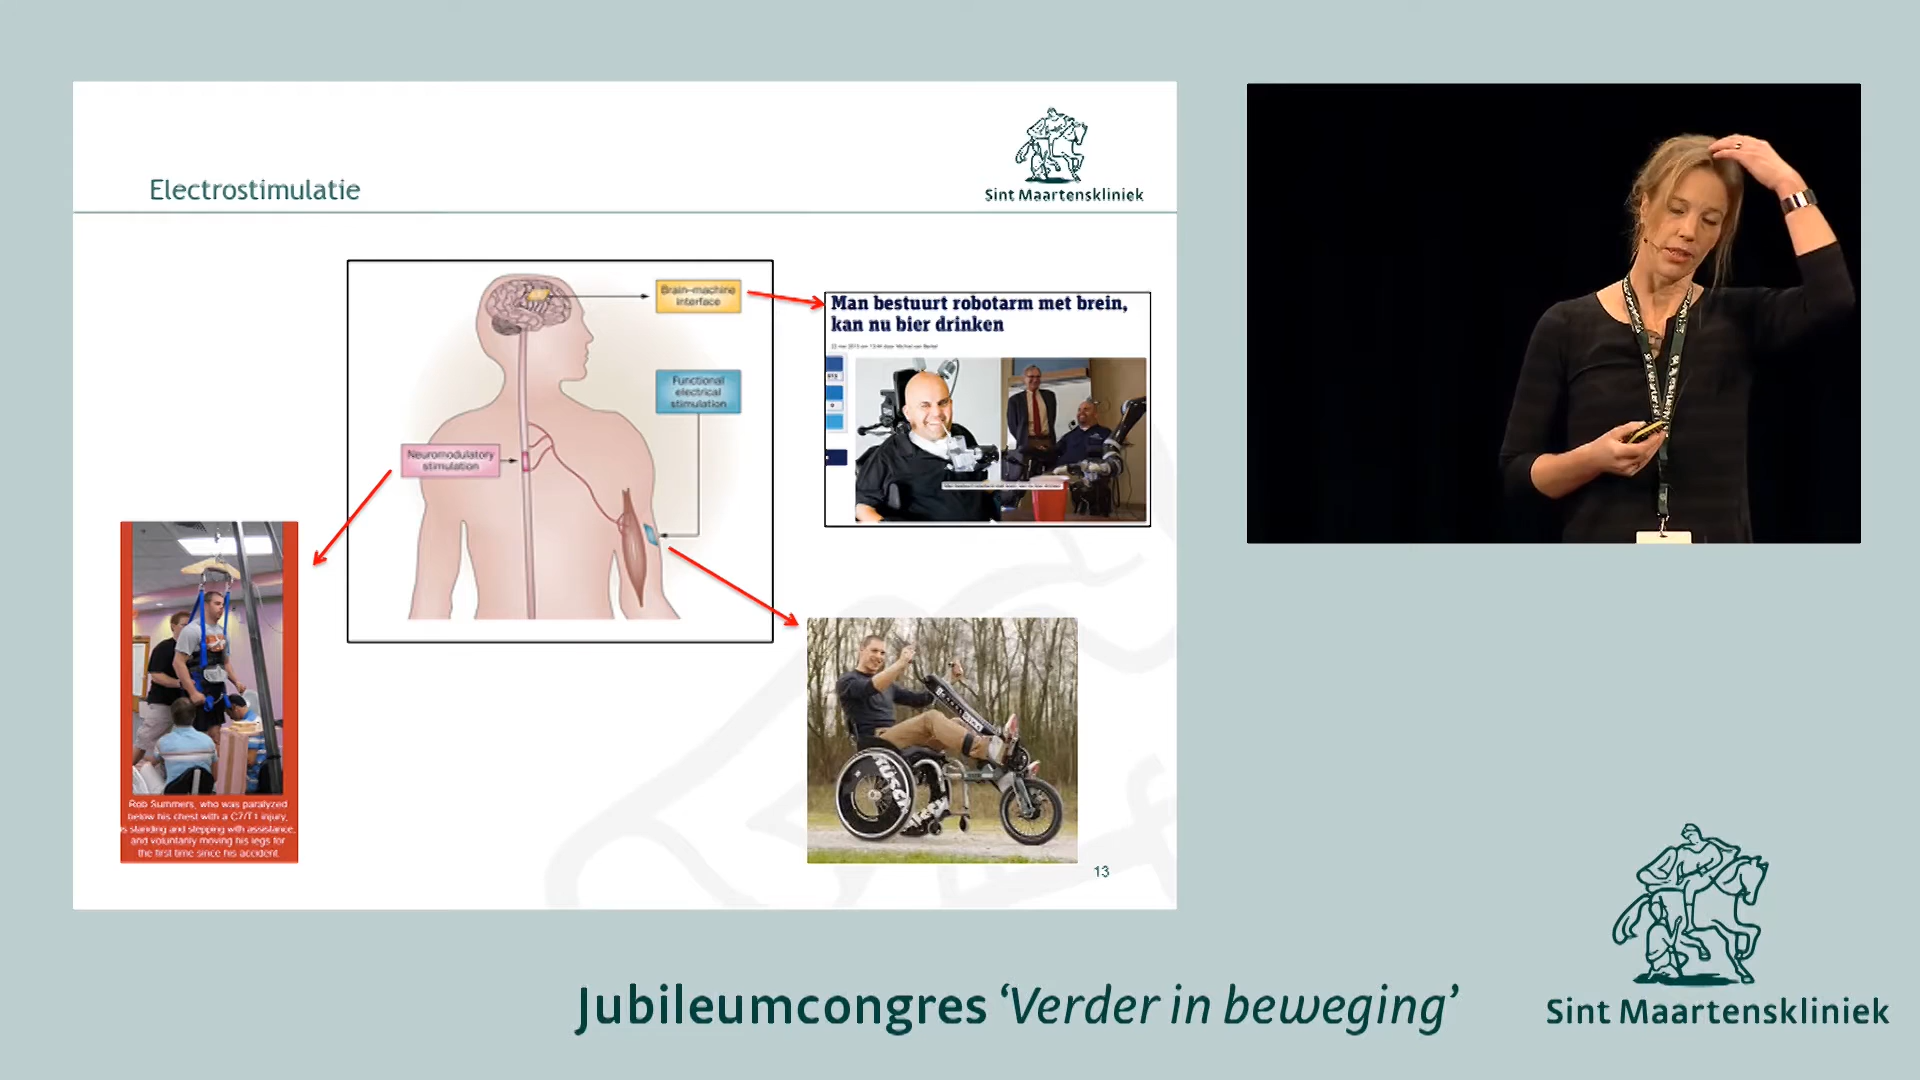 Electrostimulatie
Sint Maartenskliniek
Brain–machine
interface
Functional
electrical
stimulation
Neuromodulatory
stimulation
Man bestuurt robotarm met brein,
kan nu bier drinken
Rob Summers, who was paralyzed
below his chest with a C7/T1 injury,
is standing and stepping with assistance,
and voluntarily moving his legs for
the first time since his accident.
13
Jubileumcongres ‘Verder in beweging’
Sint Maartenskliniek